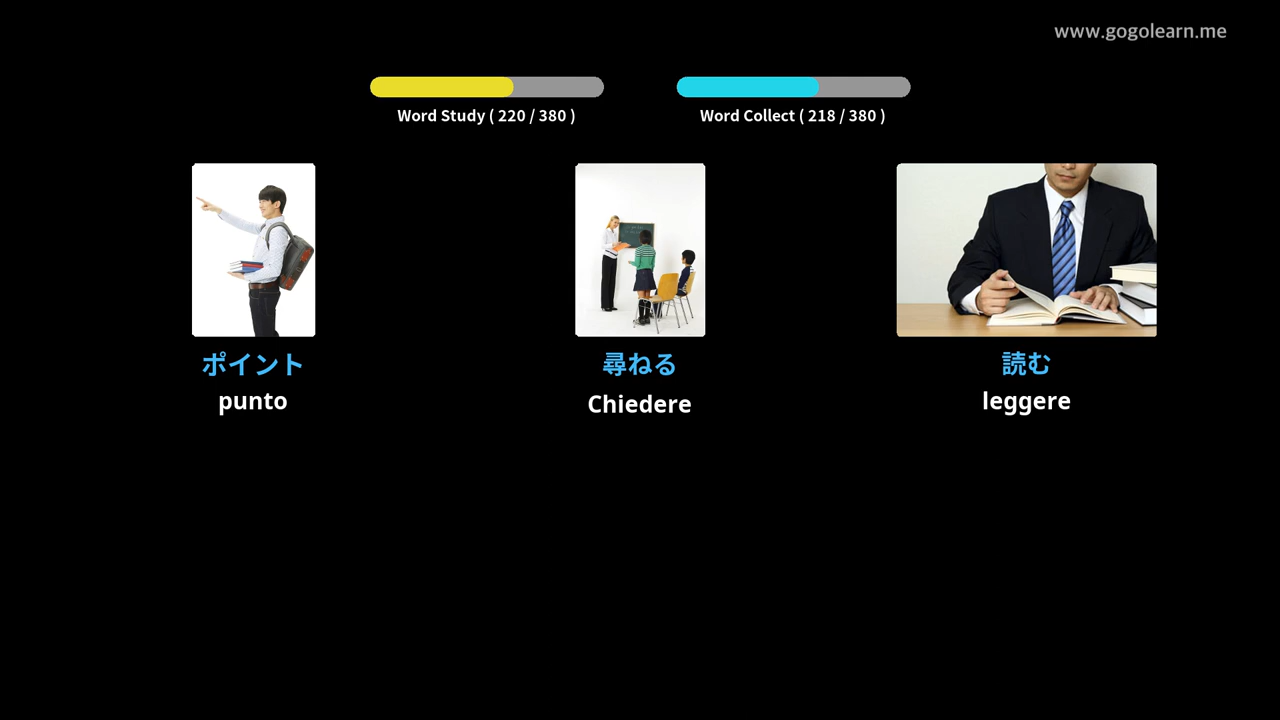 www.gogolearn.me
Word Study ( 220 / 380 )
Word Collect ( 218 / 380 )
ポイント
punto
尋ねる
Chiedere
読む
leggere